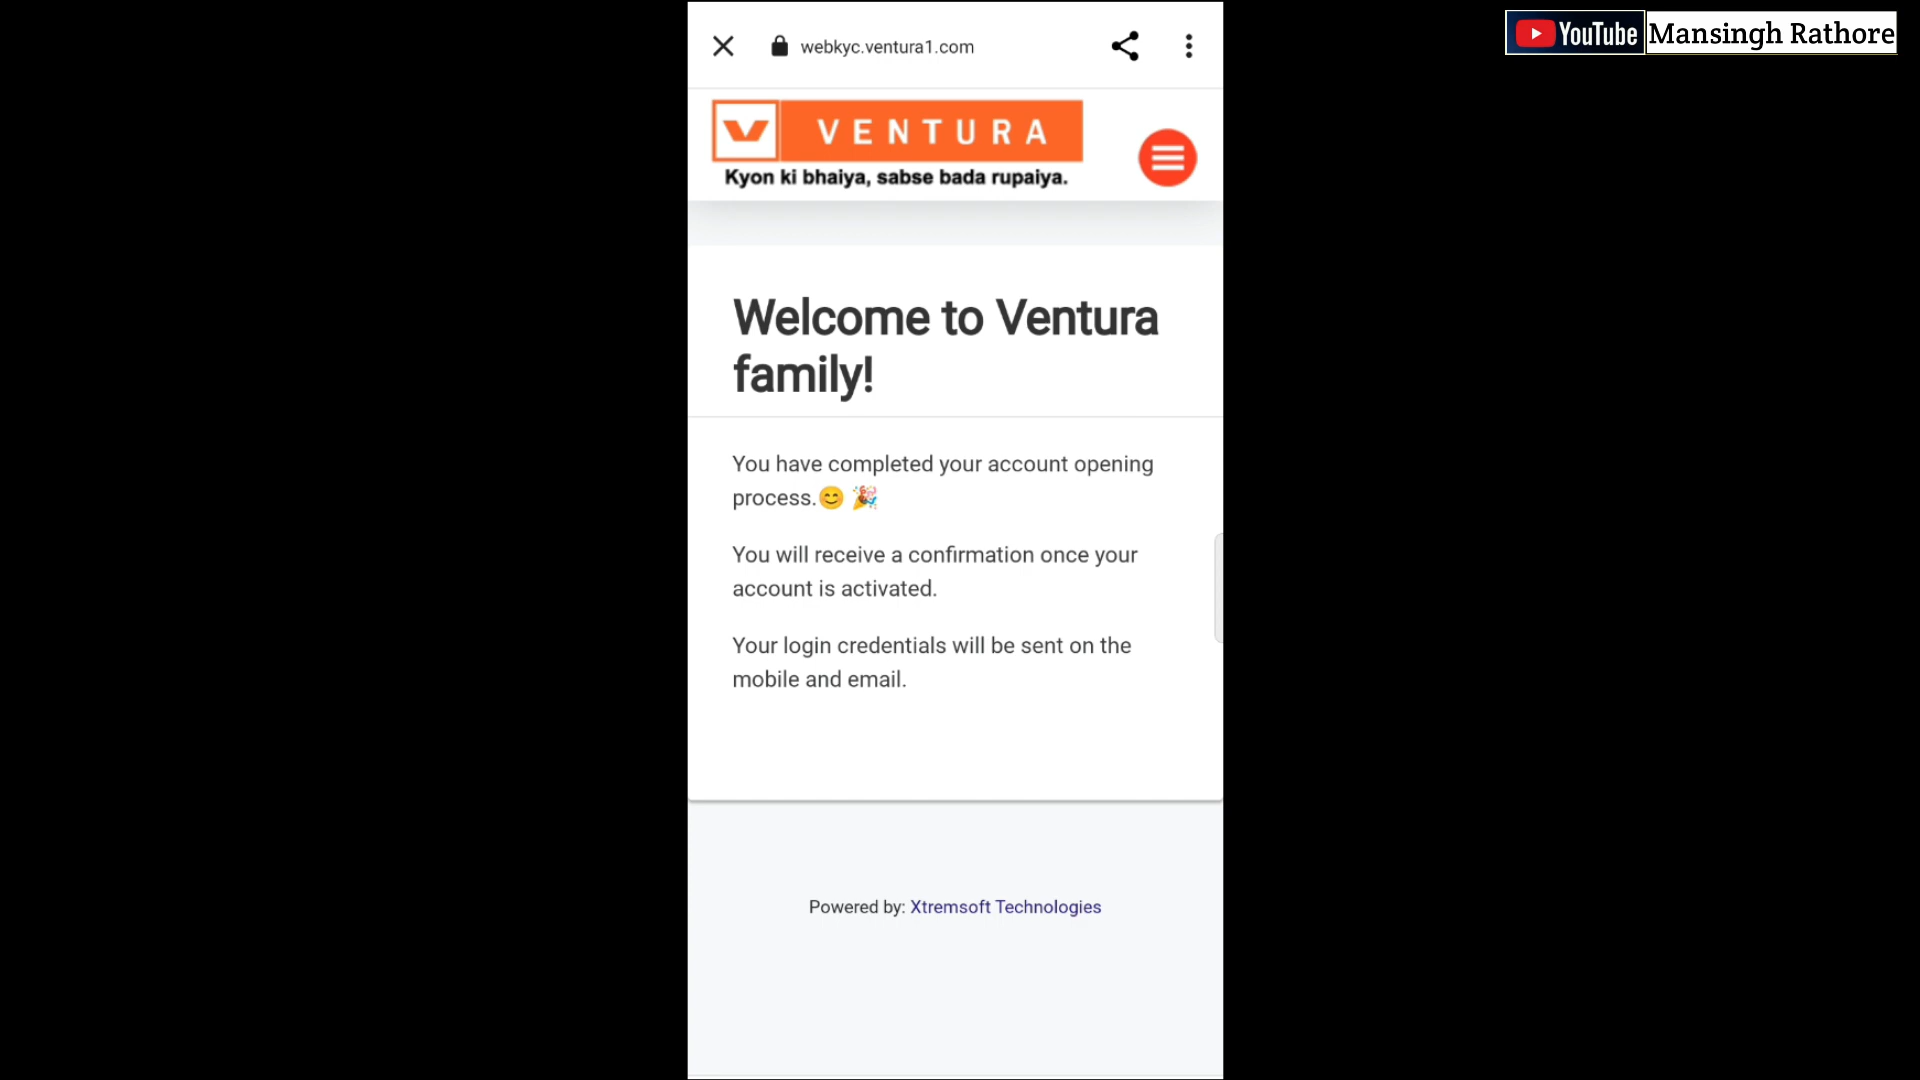 webkyc.ventura1.com
YouTube Mansingh Rathore
VENTURA
Kyon ki bhaiya, sabse bada rupaiya.
Welcome to Ventura
family!
You have completed your account opening
process.😊 🎉
You will receive a confirmation once your
account is activated.
Your login credentials will be sent on the
mobile and email.
Powered by: Xtremsoft Technologies